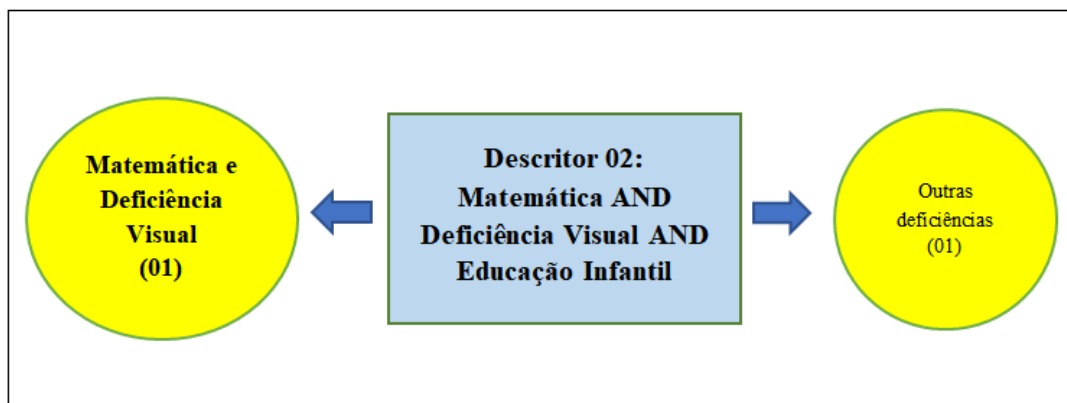 Matemática e
Deficiência
Visual
(01)
Descritor 02:
Matemática AND
Deficiência Visual AND
Educação Infantil
Outras
deficiências
(01)